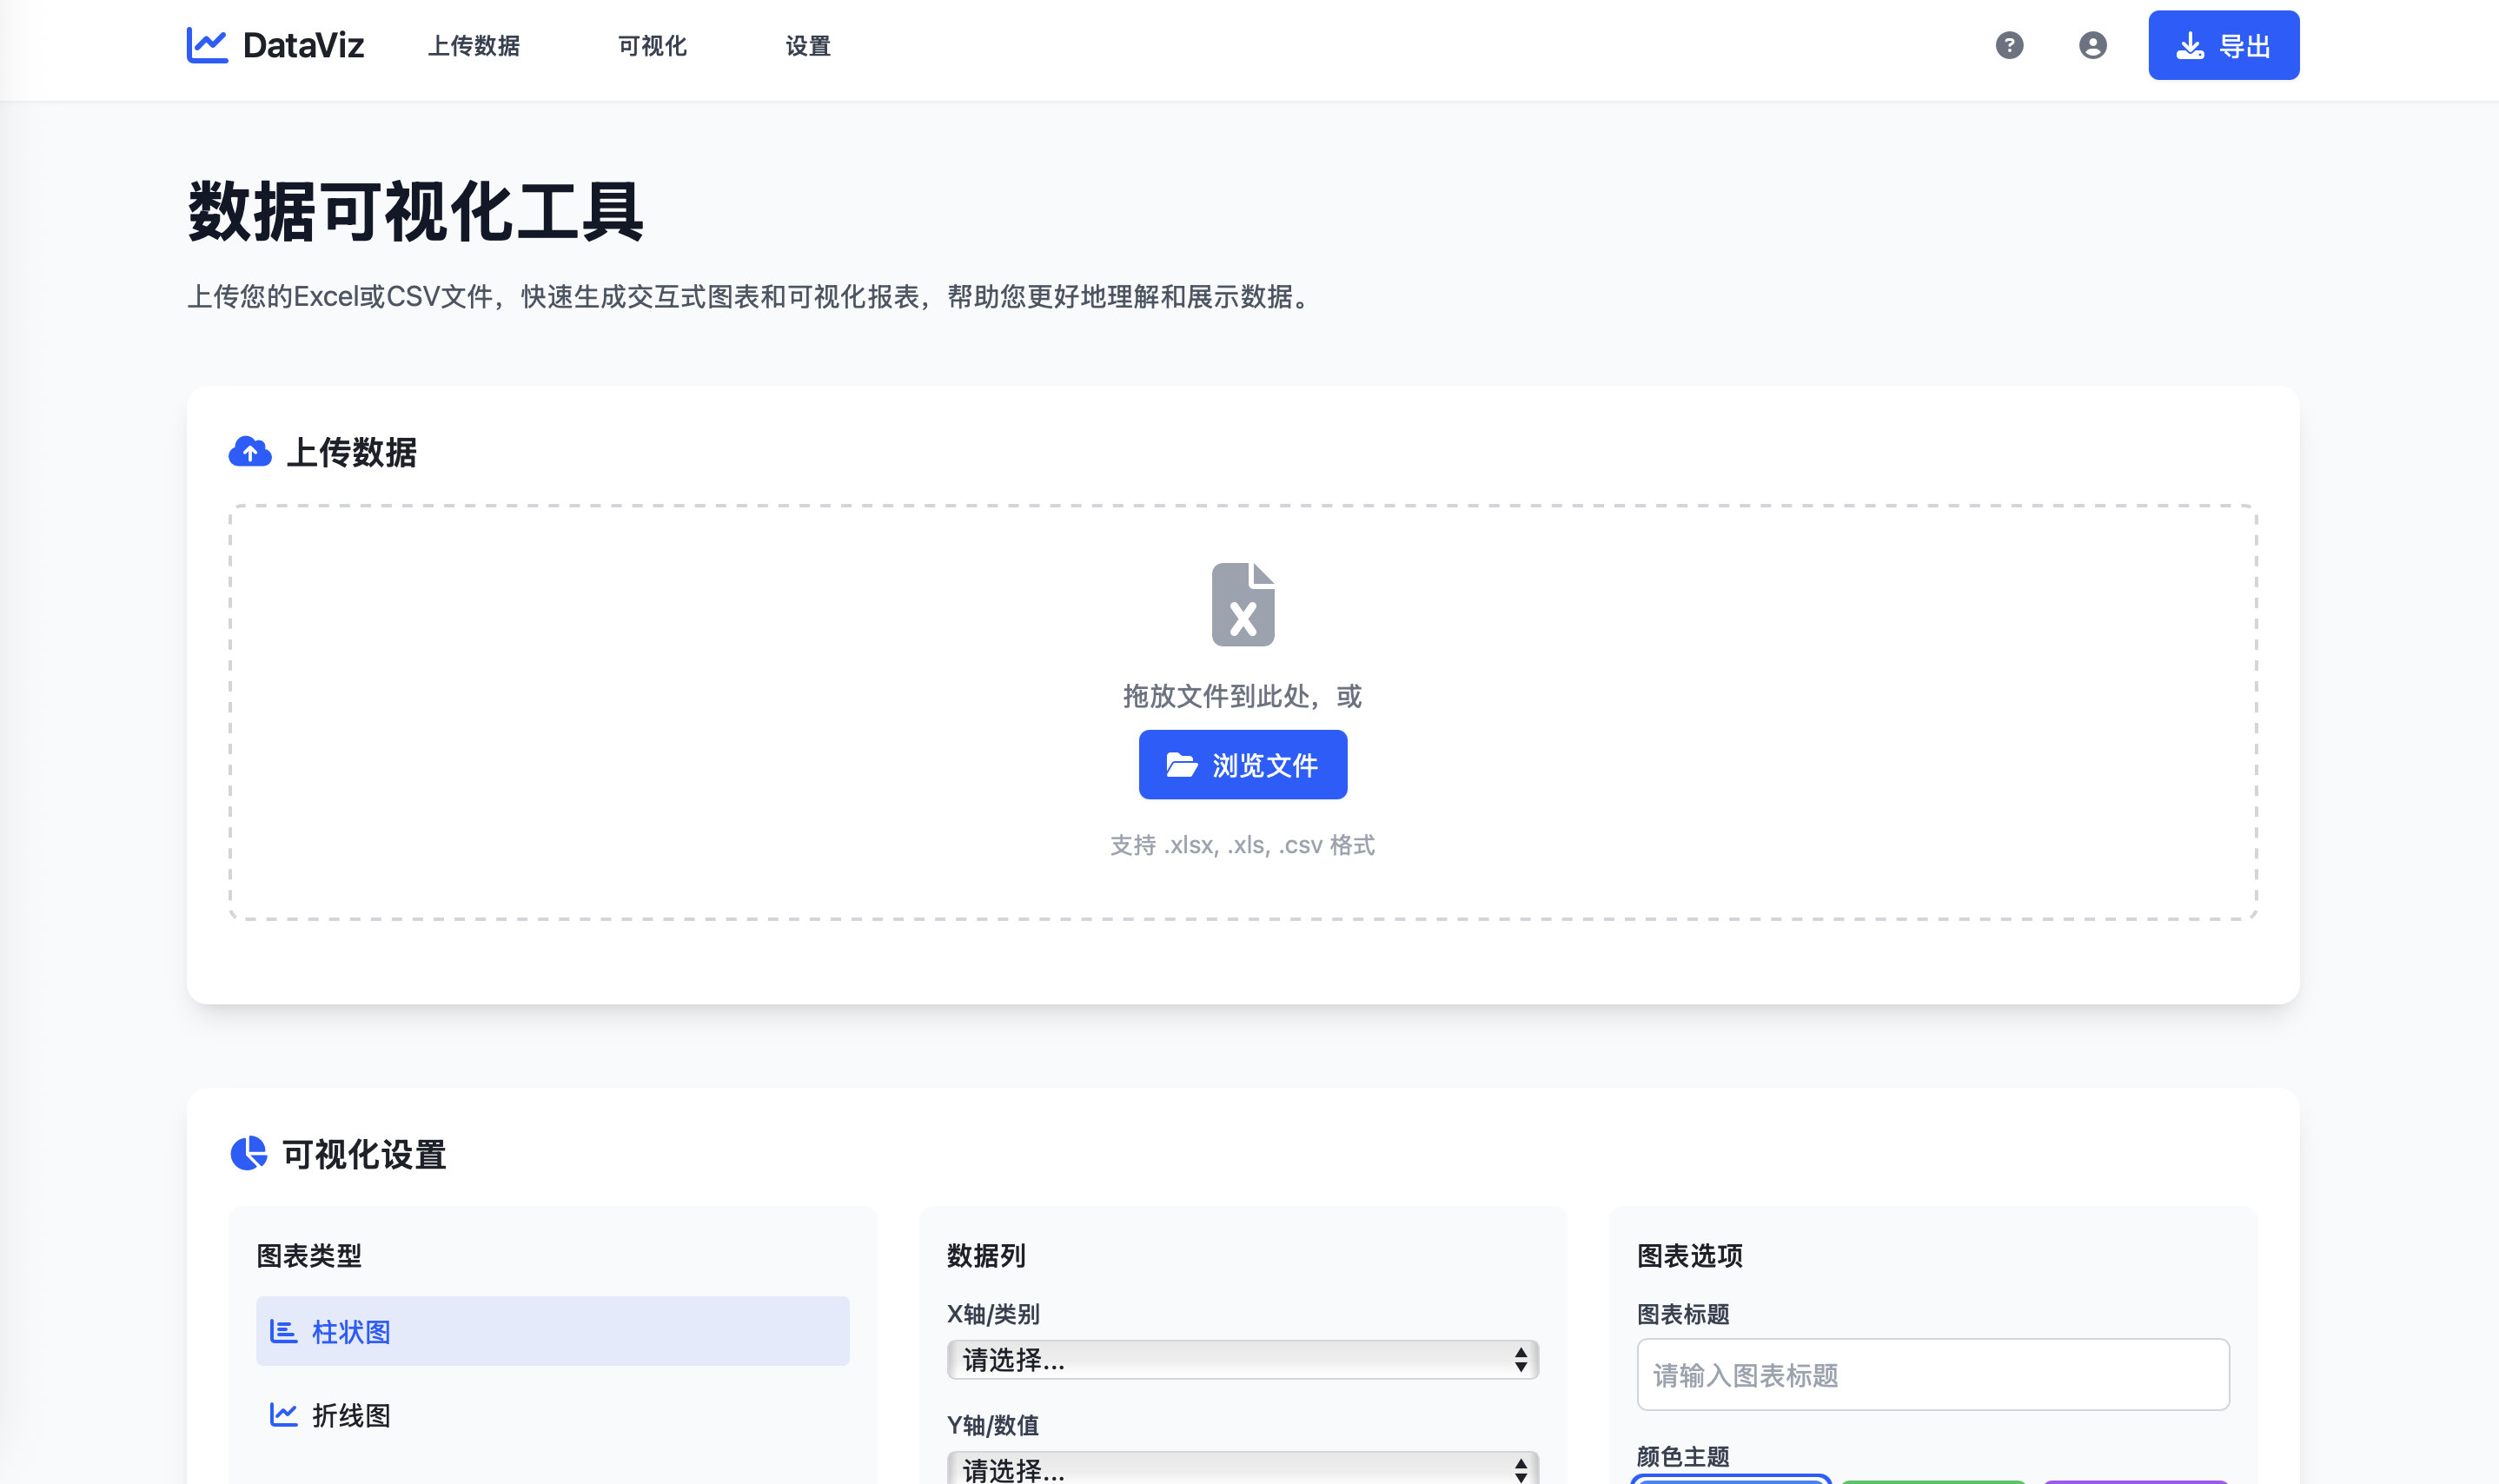 DataViz 上传数据 可视化 设置 导出
数据可视化工具
上传您的Excel或CSV文件，快速生成交互式图表和可视化报表，帮助您更好地理解和展示数据。
上传数据
拖放文件到此处，或
浏览文件
支持 .xlsx, .xls, .csv 格式
可视化设置
图表类型
柱状图
折线图
数据列
X轴/类别
请选择...
Y轴/数值
请选择...
图表选项
图表标题
请输入图表标题
颜色主题